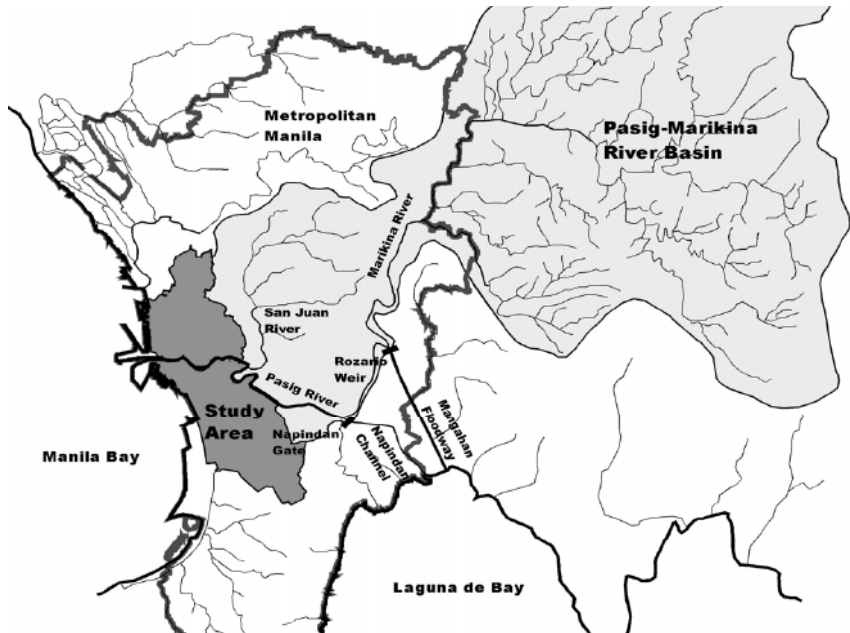 Metropolitan
Manila
Pasig-Marikina
River Basin
Marikina River
San Juan
River
Rozario
Weir
Pasig River
Study
Area
Napindan
Gate
Napindan
Channel
Mangahan
Floodway
Manila Bay
Laguna de Bay